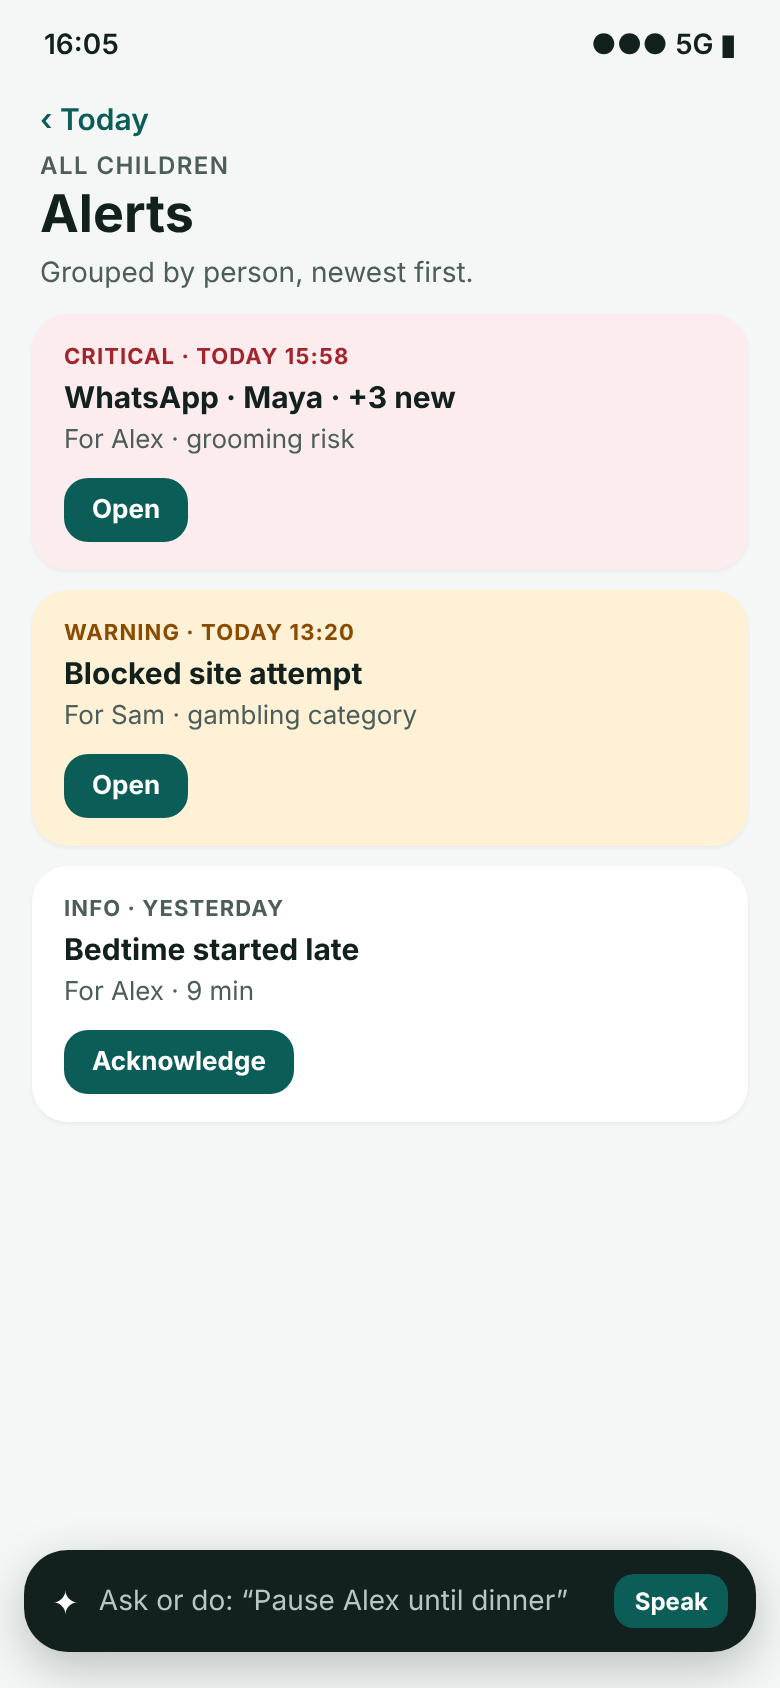 16:05
●●● 5G ▮
‹ Today
ALL CHILDREN
Alerts
Grouped by person, newest first.
CRITICAL · TODAY 15:58
WhatsApp · Maya · +3 new
For Alex · grooming risk
Open
WARNING · TODAY 13:20
Blocked site attempt
For Sam · gambling category
Open
INFO · YESTERDAY
Bedtime started late
For Alex · 9 min
Acknowledge
✦ Ask or do: “Pause Alex until dinner”
Speak